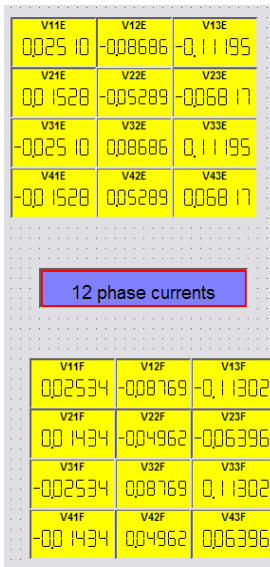 V11E V12E V13E
0,02510 -0,08686 -0,11195
V21E V22E V23E
0,01528 -0,05289 -0,06817
V31E V32E V33E
-0,02510 0,08686 0,11195
V41E V42E V43E
-0,01528 0,05289 0,06817
12 phase currents
V11F V12F V13F
0,02534 -0,08769 -0,11302
V21F V22F V23F
0,01434 -0,04962 -0,06396
V31F V32F V33F
-0,02534 0,08769 0,11302
V41F V42F V43F
-0,01434 0,04962 0,06396